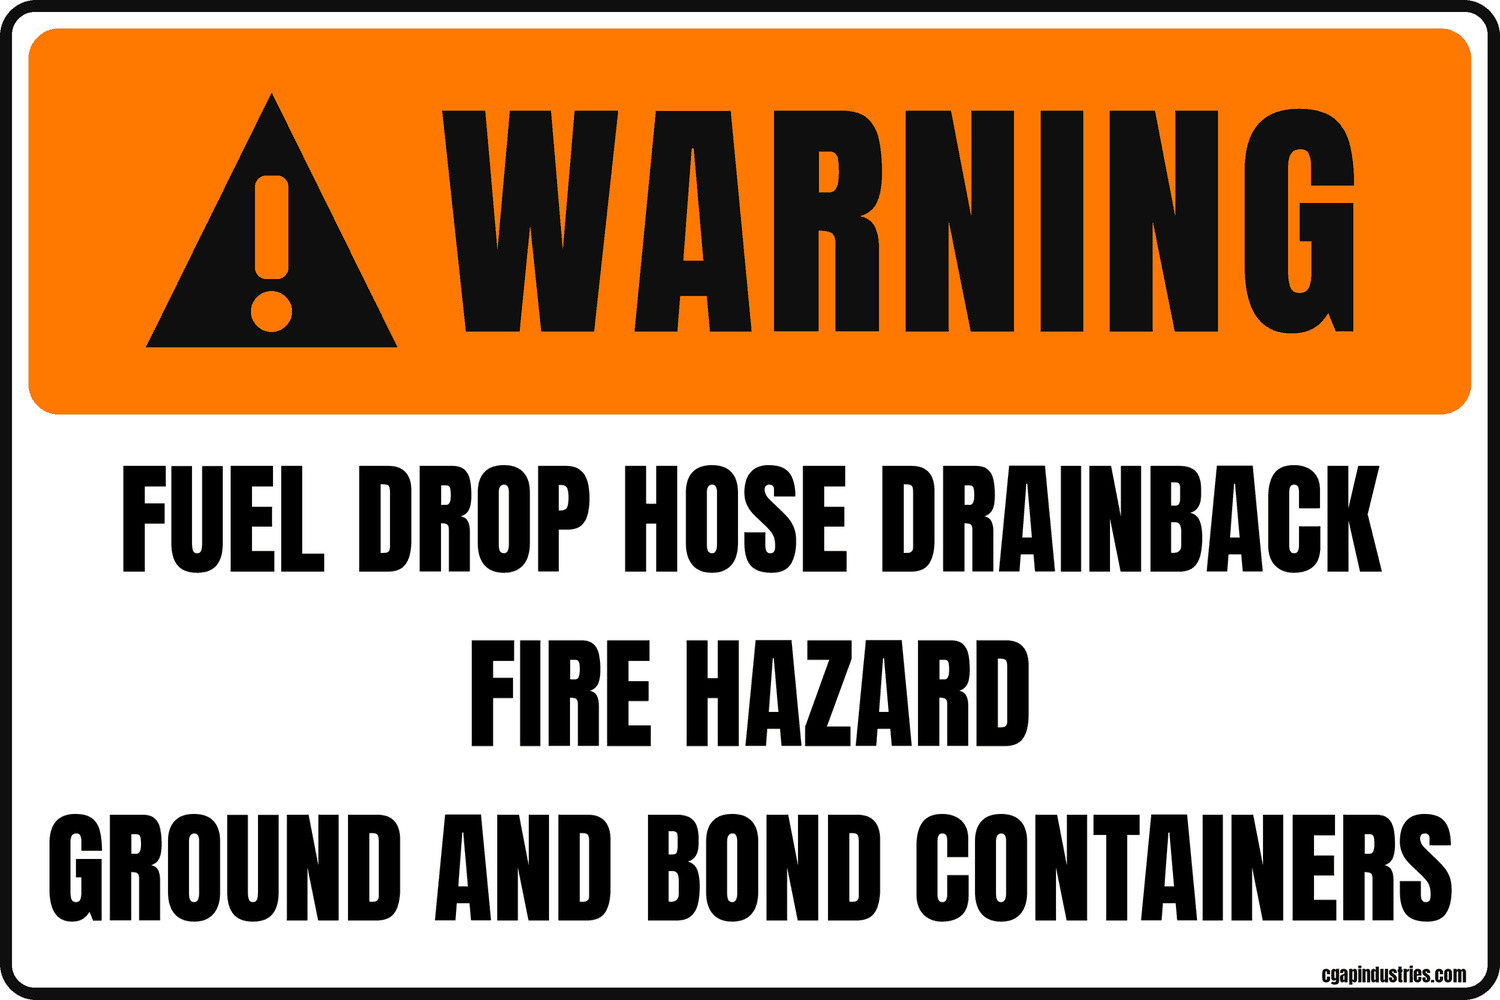 WARNING
FUEL DROP HOSE DRAINBACK
FIRE HAZARD
GROUND AND BOND CONTAINERS
cgapindustries.com